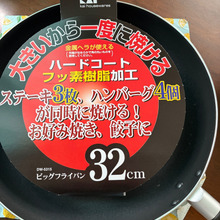 KAI
kai housewares
大きいから一度に焼ける
金属ヘラが使える
ハードコート
フッ素樹脂加工
ステーキ3枚、ハンバーグ4個
が同時に焼ける!
お好み焼き、餃子に
ビッグフライパン
32cm